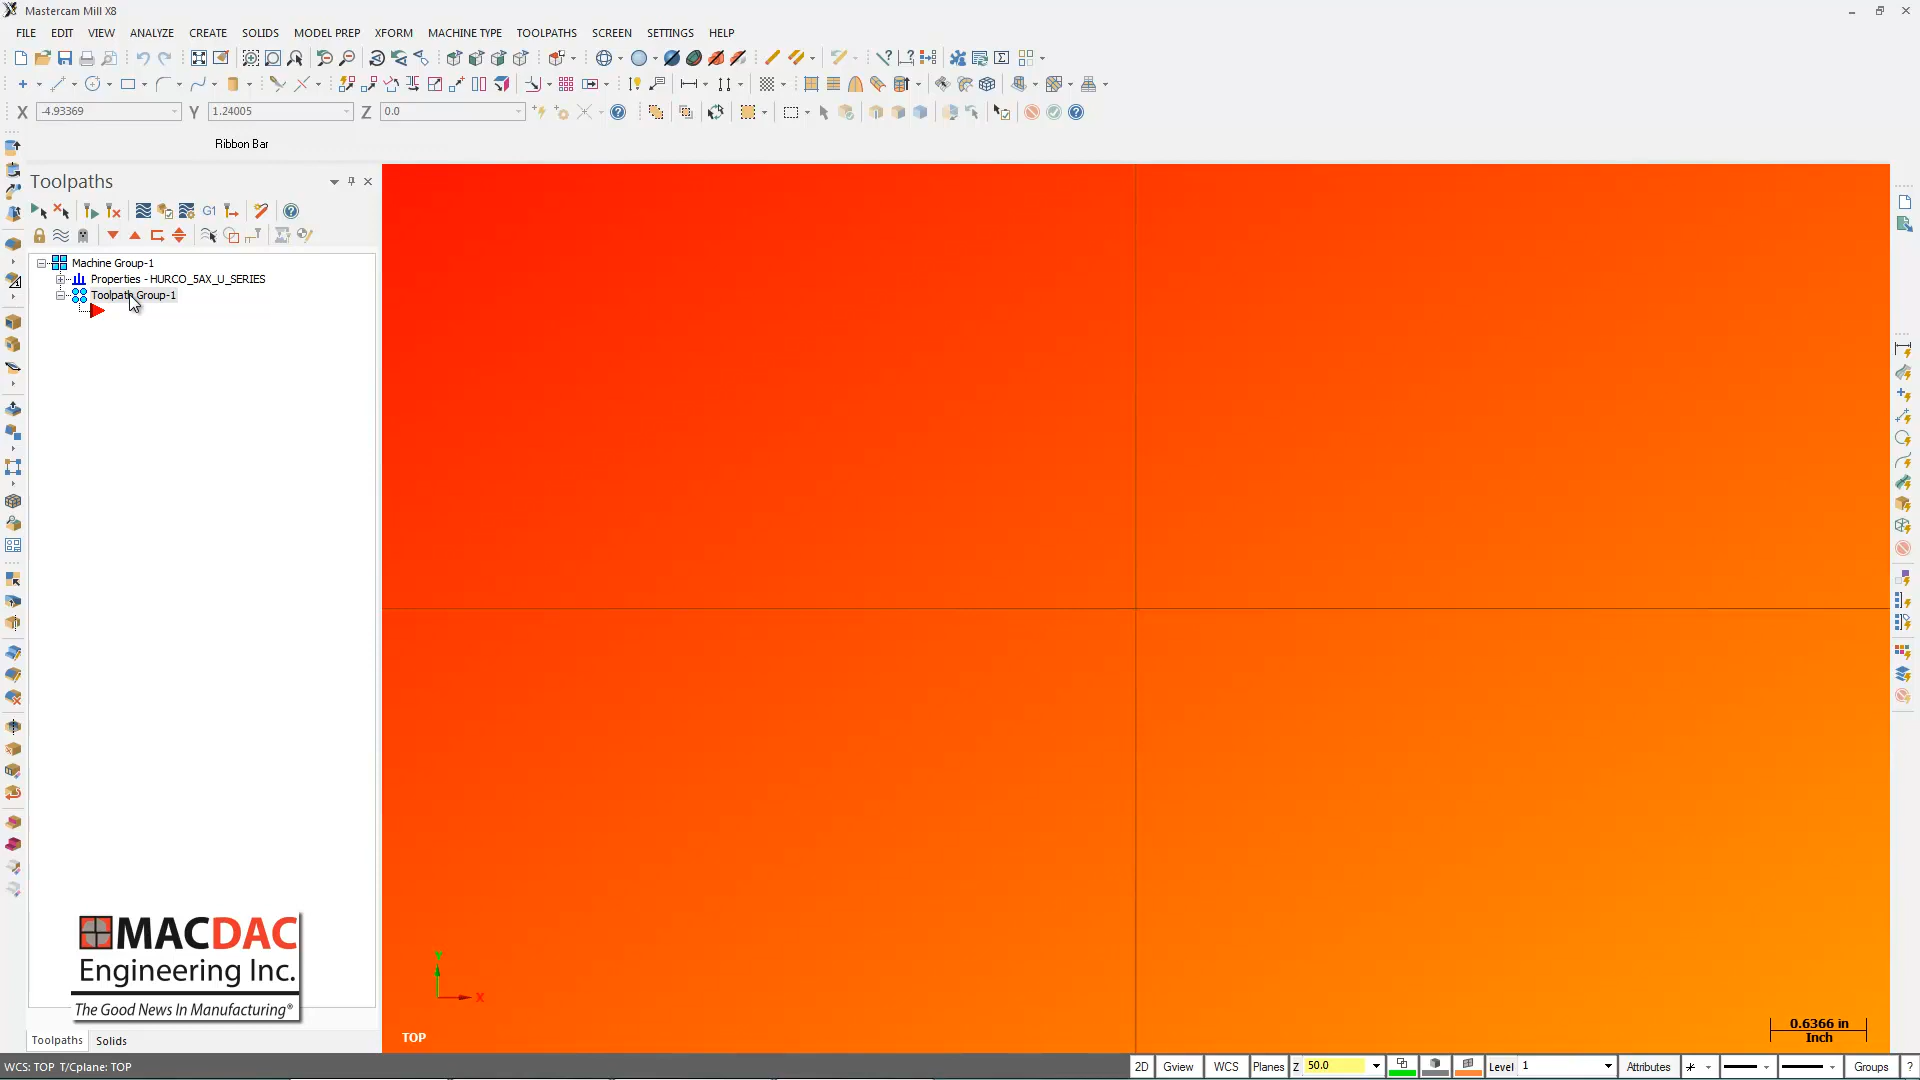 Mastercam Mill X8
FILE EDIT VIEW ANALYZE CREATE SOLIDS MODEL PREP XFORM MACHINE TYPE TOOLPATHS SCREEN SETTINGS HELP
X -4.93369 Y 1.24005 Z 0.0
Ribbon Bar
Toolpaths
G1
Machine Group-1
Properties - HURCO_5AX_U_SERIES
Toolpath Group-1
MACDAC
Engineering Inc.
The Good News In Manufacturing®
Y
X
TOP
0.6366 in
Inch
Toolpaths Solids
WCS: TOP T/Cplane: TOP
2D Gview WCS Planes Z 50.0 Level 1 Attributes Groups ?